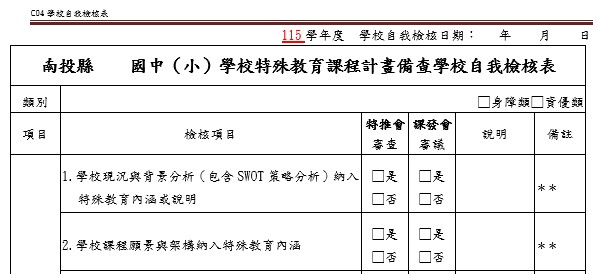 C04 學校自我檢核表
115 學年度　學校自我檢核日期：　年　月　日
南投縣　　國中（小）學校特殊教育課程計畫備查學校自我檢核表
類別　□身障類□資優類
項目　檢核項目　特推會審查　課發會審議　說明　備註
1.學校現況與背景分析（包含 SWOT 策略分析）納入　□是　□是
特殊教育內涵或說明　□否　□否　**
2.學校課程願景與架構納入特殊教育內涵　□是　□是　**
□否　□否